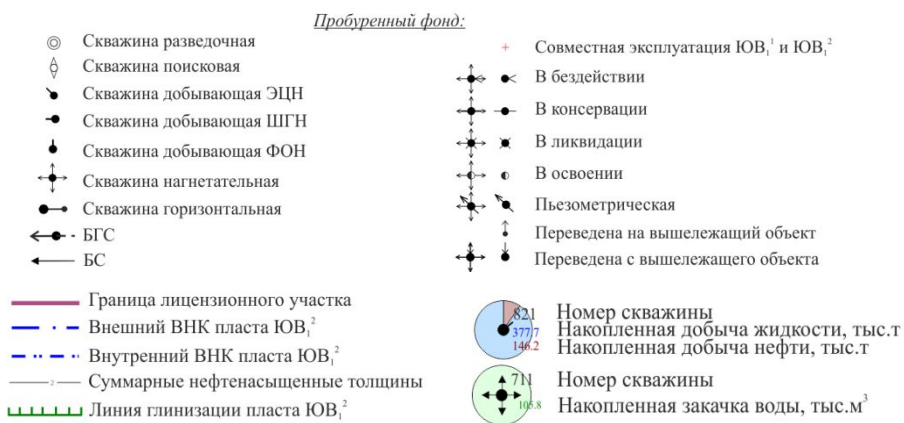 Пробуренный фонд:
Скважина разведочная
Скважина поисковая
Скважина добывающая ЭЦН
Скважина добывающая ШГН
Скважина добывающая ФОН
Скважина нагнетательная
Скважина горизонтальная
БГС
БС
Совместная эксплуатация ЮВ₁¹ и ЮВ₁²
В бездействии
В консервации
В ликвидации
В освоении
Пьезометрическая
Переведена на вышележащий объект
Переведена с вышележащего объекта
Граница лицензионного участка
Внешний ВНК пласта ЮВ₁²
Внутренний ВНК пласта ЮВ₁²
2 Суммарные нефтенасыщенные толщины
Линия глинизации пласта ЮВ₁²
821 Номер скважины
377.7 Накопленная добыча жидкости, тыс.т
146.2 Накопленная добыча нефти, тыс.т
711 Номер скважины
105.8 Накопленная закачка воды, тыс.м³